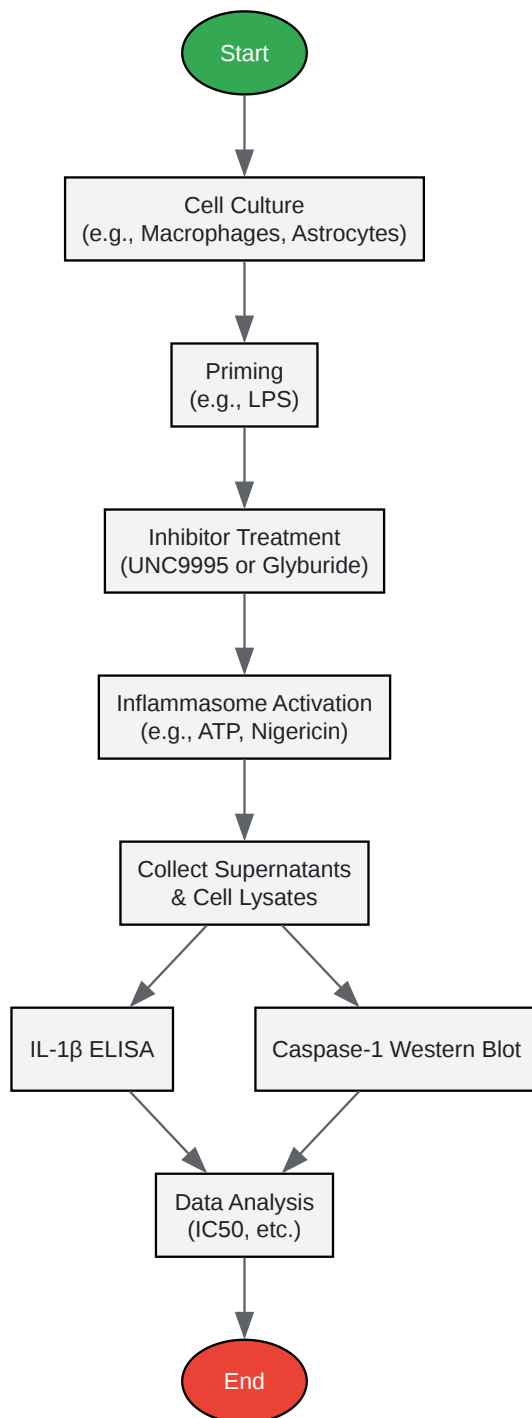 Start
Cell Culture
(e.g., Macrophages, Astrocytes)
Priming
(e.g., LPS)
Inhibitor Treatment
(UNC9995 or Glyburide)
Inflammasome Activation
(e.g., ATP, Nigericin)
Collect Supernatants
& Cell Lysates
IL-1β ELISA
Caspase-1 Western Blot
Data Analysis
(IC50, etc.)
End